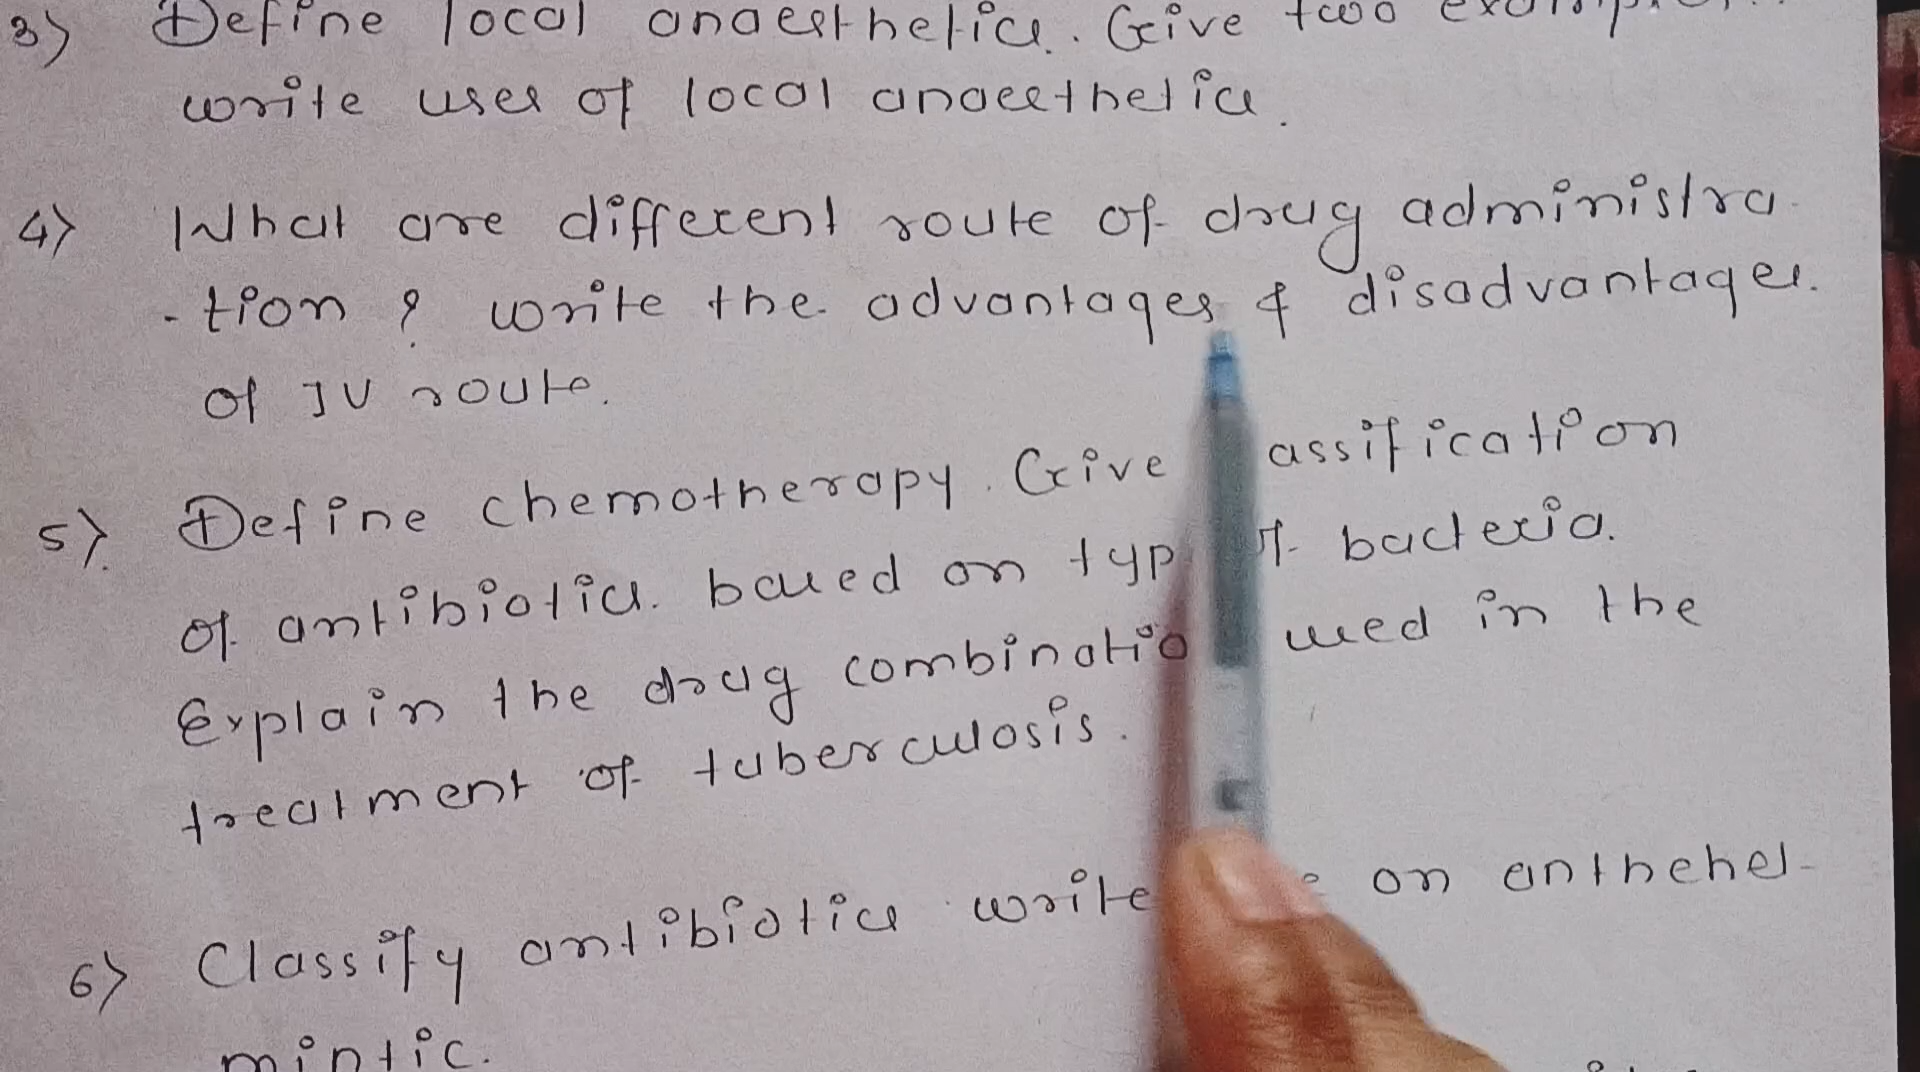 3) Define local anaesthetics. Give two
write uses of local anaesthetics.
4) What are different route of drug administra
-tion ? write the advantages & disadvantages.
of IV route.
5) Define chemotherapy. Give assification
of antibiotics. based on typ of bacteria.
Explain the drug combinatio used in the
treatment of tuberculosis.
6) Classify antibiotics write on anthehel-
mintic.